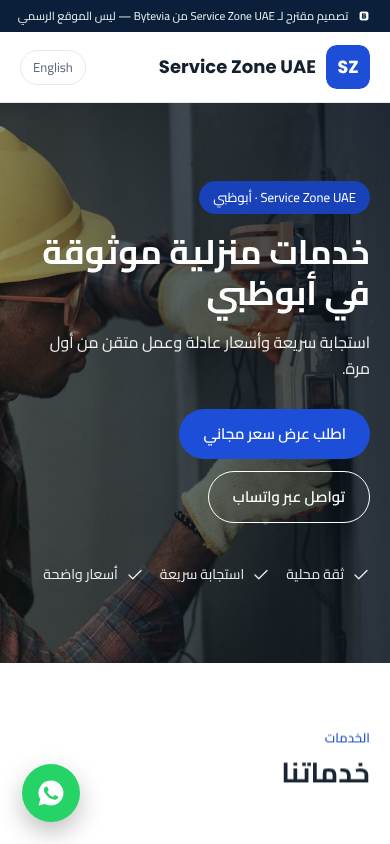 تصميم مقترح لـ Service Zone UAE من Bytevia — ليس الموقع الرسمي
SZ Service Zone UAE English
Service Zone UAE · أبوظبي
خدمات منزلية موثوقة
في أبوظبي
استجابة سريعة وأسعار عادلة وعمل متقن من أول
مرة.
اطلب عرض سعر مجاني
تواصل عبر واتساب
ثقة محلية استجابة سريعة أسعار واضحة
الخدمات
خدماتنا